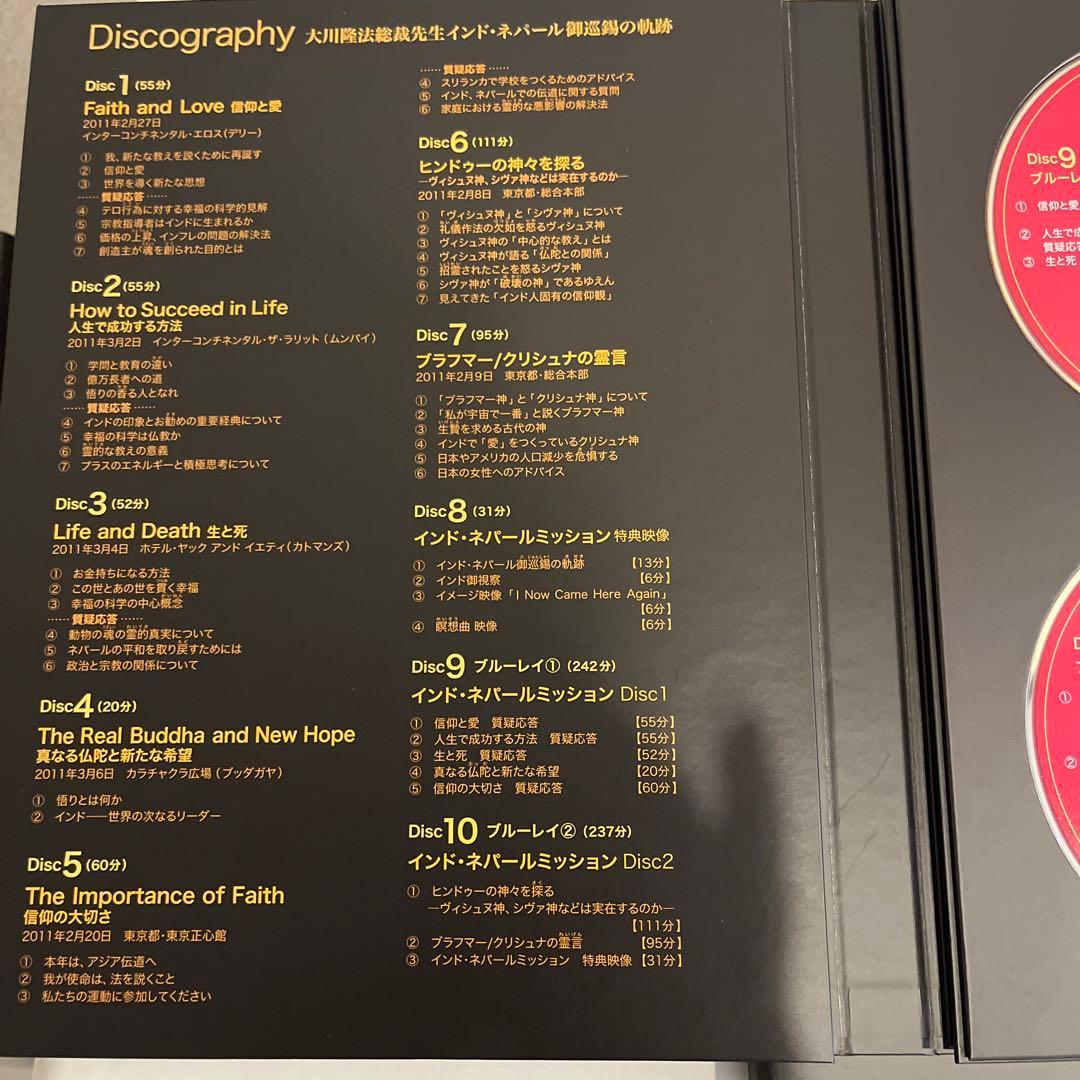 Discography 大川隆法総裁先生インド・ネパール御巡錫の軌跡
Disc1(55分)
Faith and Love 信仰と愛
2011年2月27日
インターコンチネンタル・エロス(デリー)
① 我、新たな教えを説くために再誕す
② 信仰と愛
③ 世界を導く新たな思想
…… 質疑応答 ……
④ テロ行為に対する幸福の科学的見解
⑤ 宗教指導者はインドに生まれるか
⑥ 価格の上昇、インフレの問題の解決法
⑦ 創造主が魂を創られた目的とは
Disc2(55分)
How to Succeed in Life
人生で成功する方法
2011年3月2日 インターコンチネンタル・ザ・ラリット(ムンバイ)
① 学問と教育の違い
② 億万長者への道
③ 悟りの香る人となれ
…… 質疑応答 ……
④ インドの印象とお勧めの重要経典について
⑤ 幸福の科学は仏教か
⑥ 霊的な教えの意義
⑦ プラスのエネルギーと積極思考について
Disc3(52分)
Life and Death 生と死
2011年3月4日 ホテル・ヤック アンド イエティ(カトマンズ)
① お金持ちになる方法
② この世とあの世を貫く幸福
③ 幸福の科学の中心概念
…… 質疑応答 ……
④ 動物の魂の霊的真実について
⑤ ネパールの平和を取り戻すためには
⑥ 政治と宗教の関係について
Disc4(20分)
The Real Buddha and New Hope
真なる仏陀と新たな希望
2011年3月6日 カラチャクラ広場(ブッダガヤ)
① 悟りとは何か
② インド――世界の次なるリーダー
Disc5(60分)
The Importance of Faith
信仰の大切さ
2011年2月20日 東京都・東京正心館
① 本年は、アジア伝道へ
② 我が使命は、法を説くこと
③ 私たちの運動に参加してください
…… 質疑応答 ……
④ スリランカで学校をつくるためのアドバイス
⑤ インド、ネパールでの伝道に関する質問
⑥ 家庭における霊的な悪影響の解決法
Disc6(111分)
ヒンドゥーの神々を探る
―ヴィシュヌ神、シヴァ神などは実在するのか―
2011年2月8日 東京都・総合本部
① 「ヴィシュヌ神」と「シヴァ神」について
② 礼儀作法の欠如を怒るヴィシュヌ神
③ ヴィシュヌ神の「中心的な教え」とは
④ ヴィシュヌ神が語る「仏陀との関係」
⑤ 招霊されたことを怒るシヴァ神
⑥ シヴァ神が「破壊の神」であるゆえん
⑦ 見えてきた「インド人固有の信仰観」
Disc7(95分)
ブラフマー/クリシュナの霊言
2011年2月9日 東京都・総合本部
① 「ブラフマー神」と「クリシュナ神」について
② 「私が宇宙で一番」と説くブラフマー神
③ 生贄を求める古代の神
④ インドで「愛」をつくっているクリシュナ神
⑤ 日本やアメリカの人口減少を危惧する
⑥ 日本の女性へのアドバイス
Disc8(31分)
インド・ネパールミッション 特典映像
① インド・ネパール御巡錫の軌跡 【13分】
② インド御視察 【6分】
③ イメージ映像「I Now Came Here Again」
【6分】
④ 瞑想曲 映像 【6分】
Disc9 ブルーレイ①(242分)
インド・ネパールミッション Disc1
① 信仰と愛 質疑応答 【55分】
② 人生で成功する方法 質疑応答 【55分】
③ 生と死 質疑応答 【52分】
④ 真なる仏陀と新たな希望 【20分】
⑤ 信仰の大切さ 質疑応答 【60分】
Disc10 ブルーレイ②(237分)
インド・ネパールミッション Disc2
① ヒンドゥーの神々を探る
―ヴィシュヌ神、シヴァ神などは実在するのか―
【111分】
② ブラフマー/クリシュナの霊言 【95分】
③ インド・ネパールミッション 特典映像 【31分】
Disc9
ブルーレ
① 信仰と愛
② 人生で成
質疑応答
③ 生と死
①
②